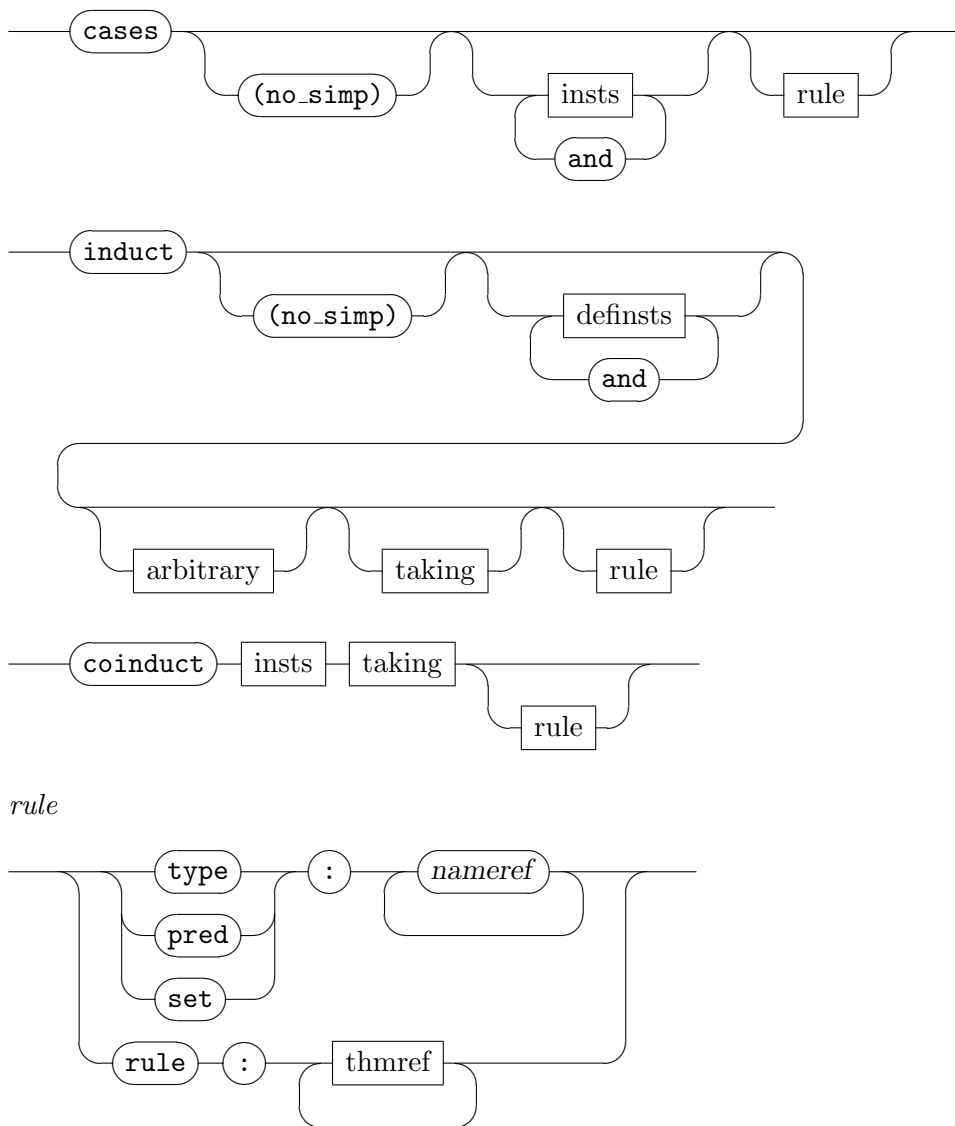 cases
(no_simp) insts rule
and
induct
(no_simp) definsts
and
arbitrary taking rule
coinduct insts taking
rule
rule
type : nameref
pred
set
rule : thmref